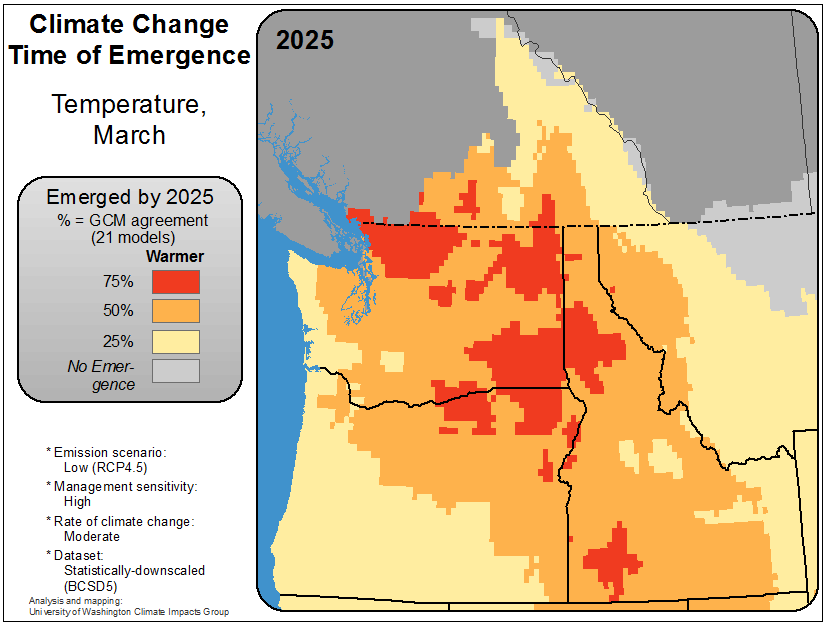 Climate Change
Time of Emergence
Temperature,
March
Emerged by 2025
% = GCM agreement
(21 models)
Warmer
75%
50%
25%
No Emer-
gence
* Emission scenario:
Low (RCP4.5)
* Management sensitivity:
High
* Rate of climate change:
Moderate
* Dataset:
Statistically-downscaled
(BCSD5)
Analysis and mapping:
University of Washington Climate Impacts Group
2025